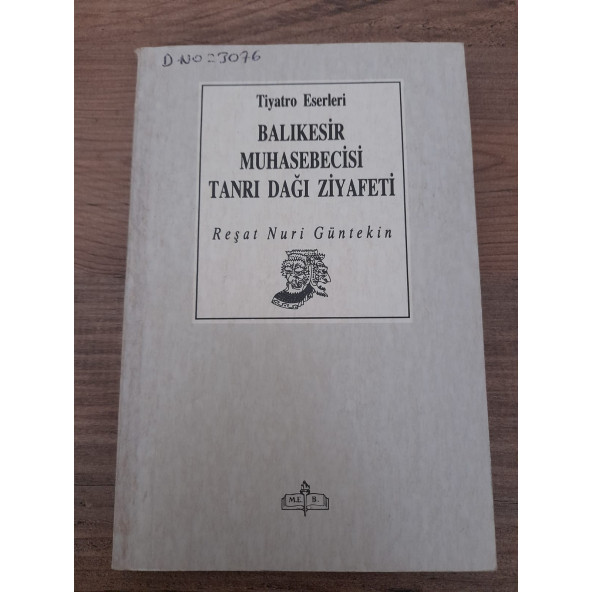 D.NO=3076
Tiyatro Eserleri
BALIKESİR
MUHASEBECİSİ
TANRI DAĞI ZİYAFETİ
Reşat Nuri Güntekin
M.E B.